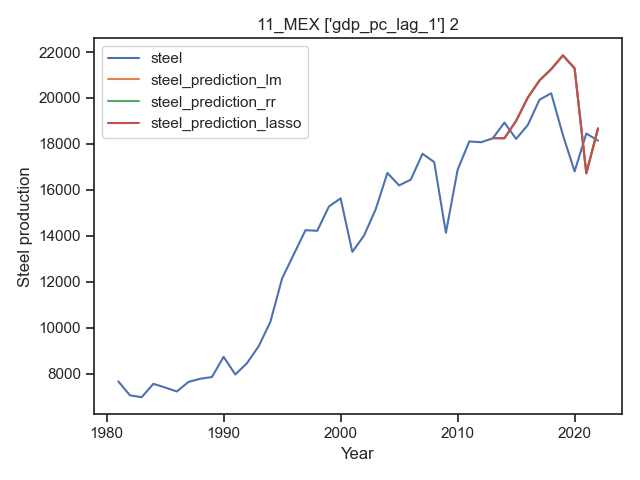 11_MEX ['gdp_pc_lag_1'] 2
steel
steel_prediction_lm
steel_prediction_rr
steel_prediction_lasso
22000
20000
18000
16000
14000
12000
10000
8000
Steel production
1980
1990
2000
2010
2020
Year